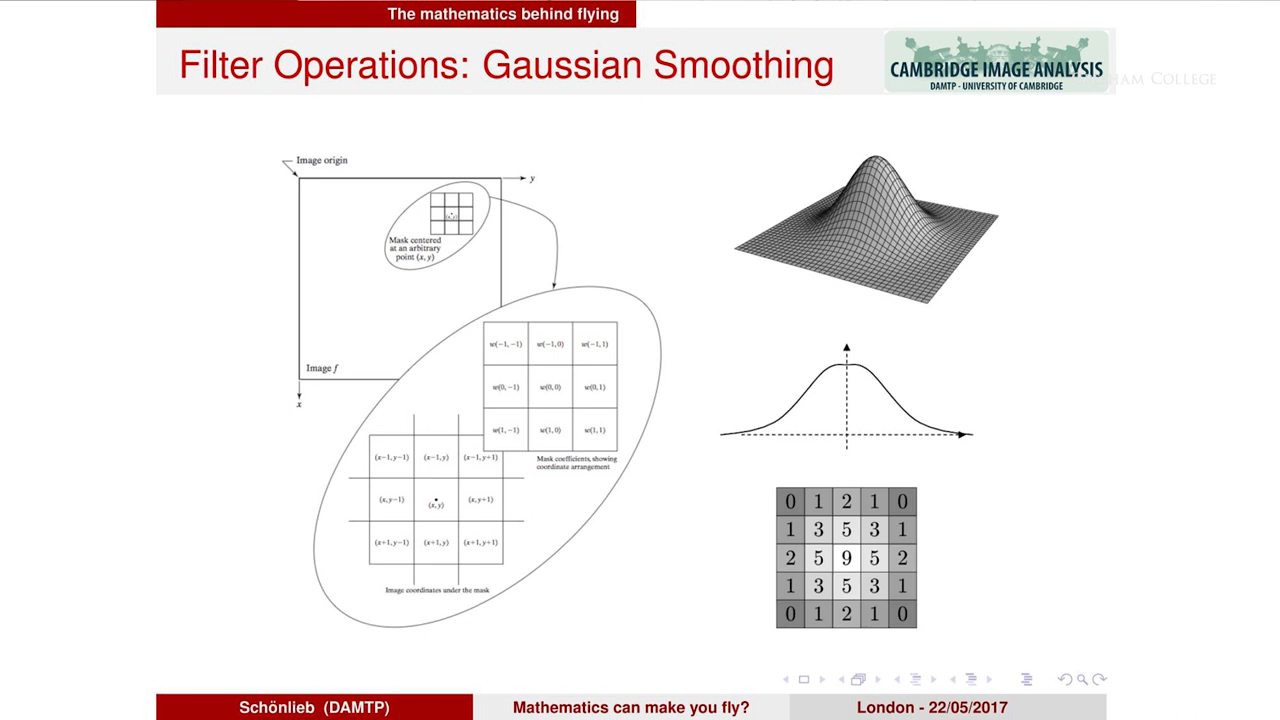 The mathematics behind flying
Filter Operations: Gaussian Smoothing
CAMBRIDGE IMAGE ANALYSIS
DAMTP - UNIVERSITY OF CAMBRIDGE
HAM COLLEGE
Image origin
y
(x, y)
Mask centered
at an arbitrary
point (x, y)
Image f
x
w(−1, −1) w(−1, 0) w(−1, 1)
w(0, −1) w(0, 0) w(0, 1)
w(1, −1) w(1, 0) w(1, 1)
Mask coefficients, showing
coordinate arrangement
(x−1, y−1) (x−1, y) (x−1, y+1)
(x, y−1) (x, y) (x, y+1)
(x+1, y−1) (x+1, y) (x+1, y+1)
Image coordinates under the mask
0 1 2 1 0
1 3 5 3 1
2 5 9 5 2
1 3 5 3 1
0 1 2 1 0
Schönlieb (DAMTP) Mathematics can make you fly? London - 22/05/2017